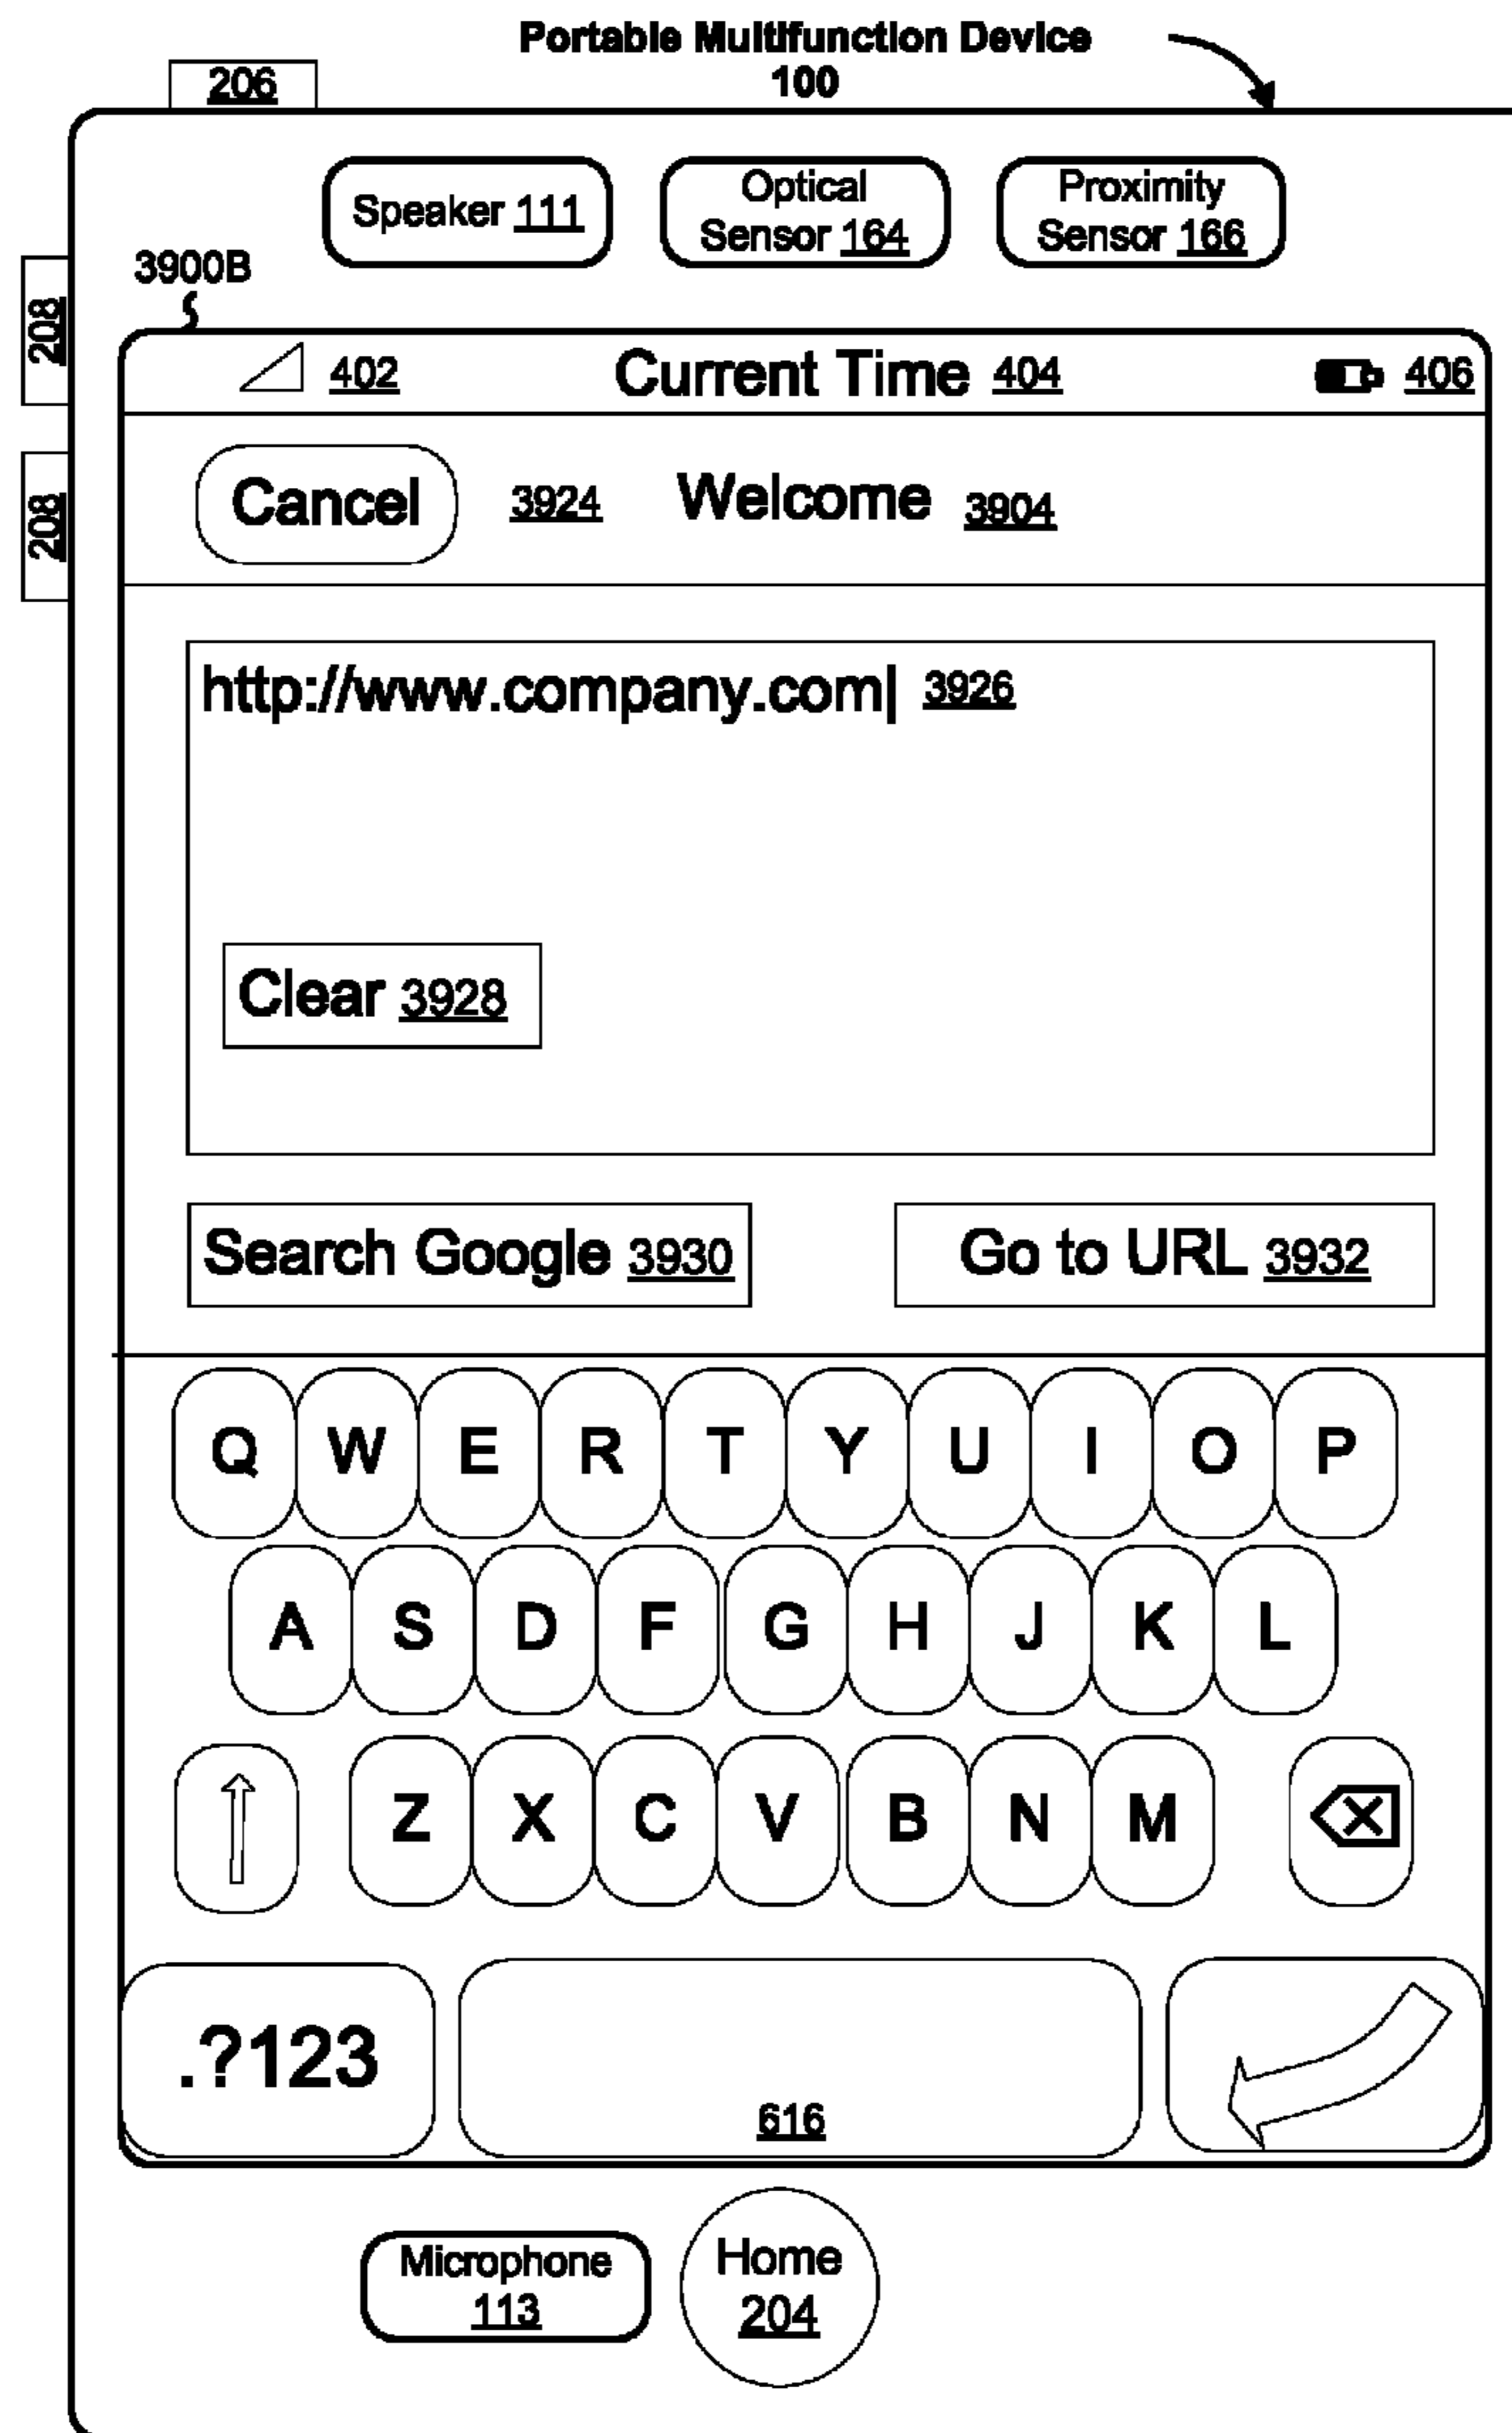 Portable Multifunction Device
100
206
Speaker 111
Optical
Sensor 164
Proximity
Sensor 166
3900B
208
208
402 Current Time 404 406
Cancel 3924 Welcome 3904
http://www.company.com| 3926
Clear 3928
Search Google 3930 Go to URL 3932
Q W E R T Y U I O P
A S D F G H J K L
Z X C V B N M
.?123
616
Microphone
113
Home
204